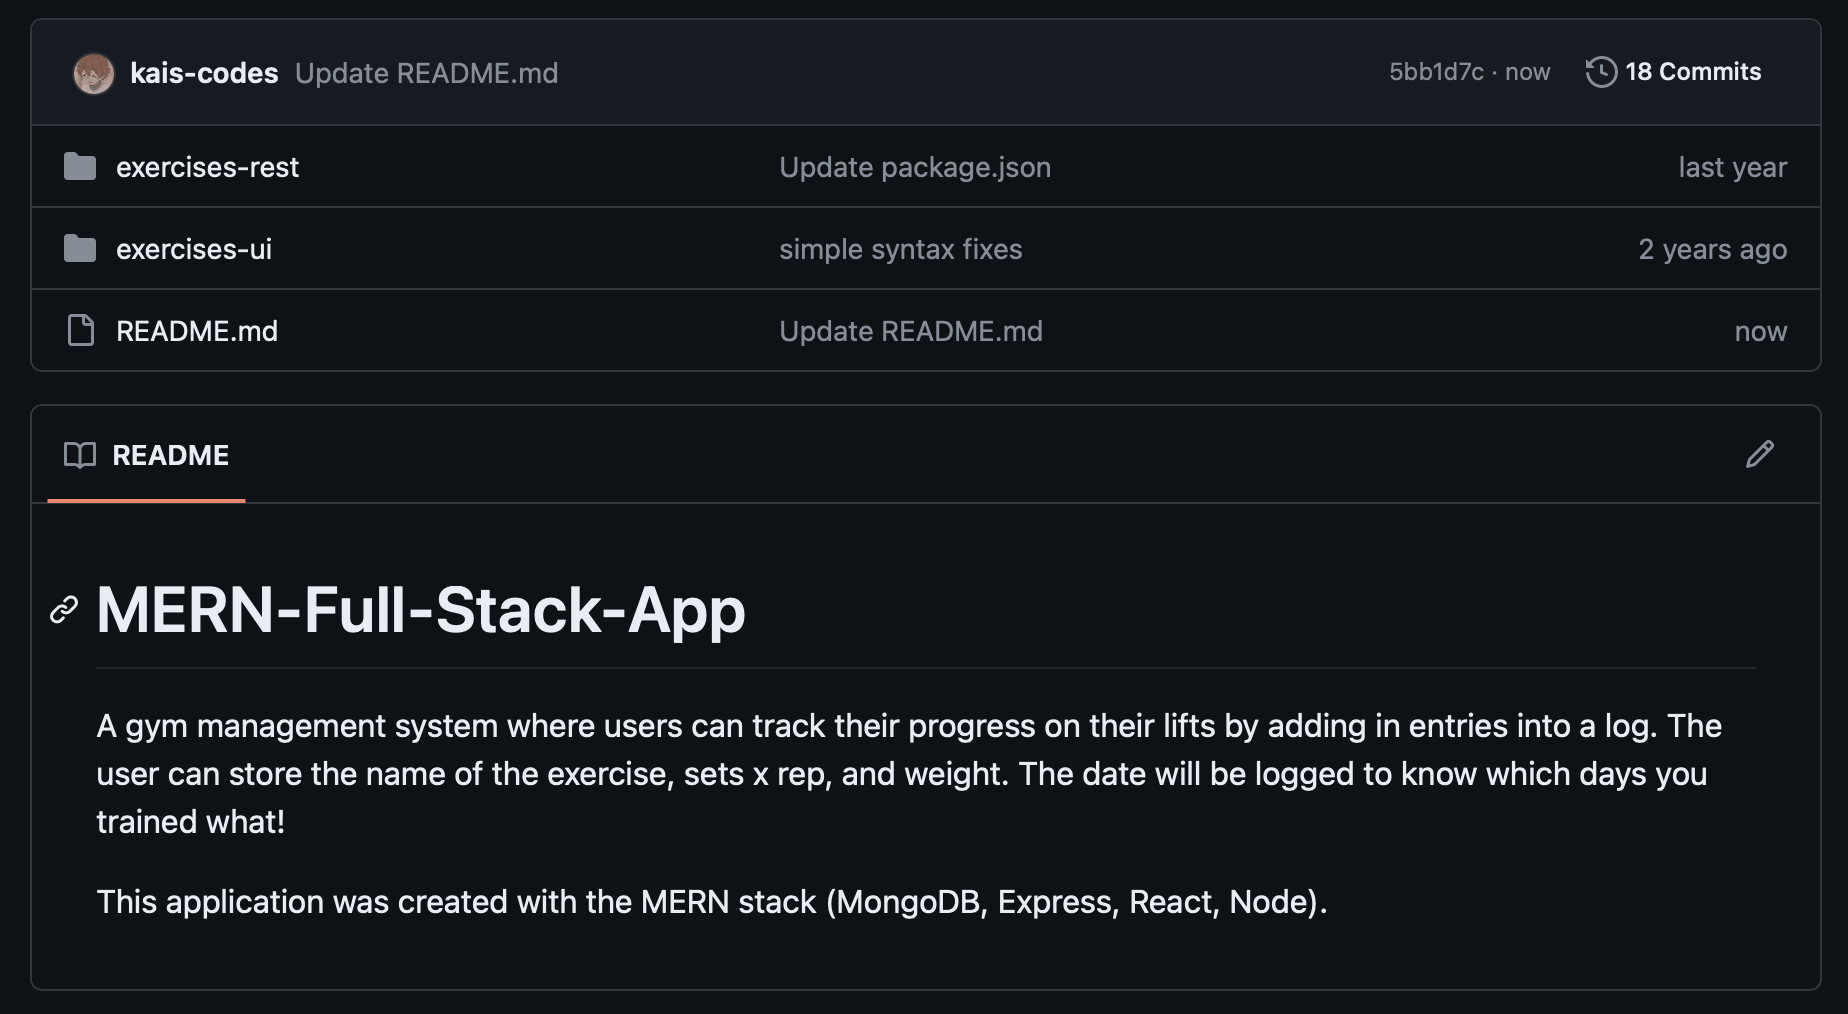 kais-codes Update README.md 5bb1d7c · now 18 Commits
exercises-rest Update package.json last year
exercises-ui simple syntax fixes 2 years ago
README.md Update README.md now
README
MERN-Full-Stack-App
A gym management system where users can track their progress on their lifts by adding in entries into a log. The
user can store the name of the exercise, sets x rep, and weight. The date will be logged to know which days you
trained what!
This application was created with the MERN stack (MongoDB, Express, React, Node).